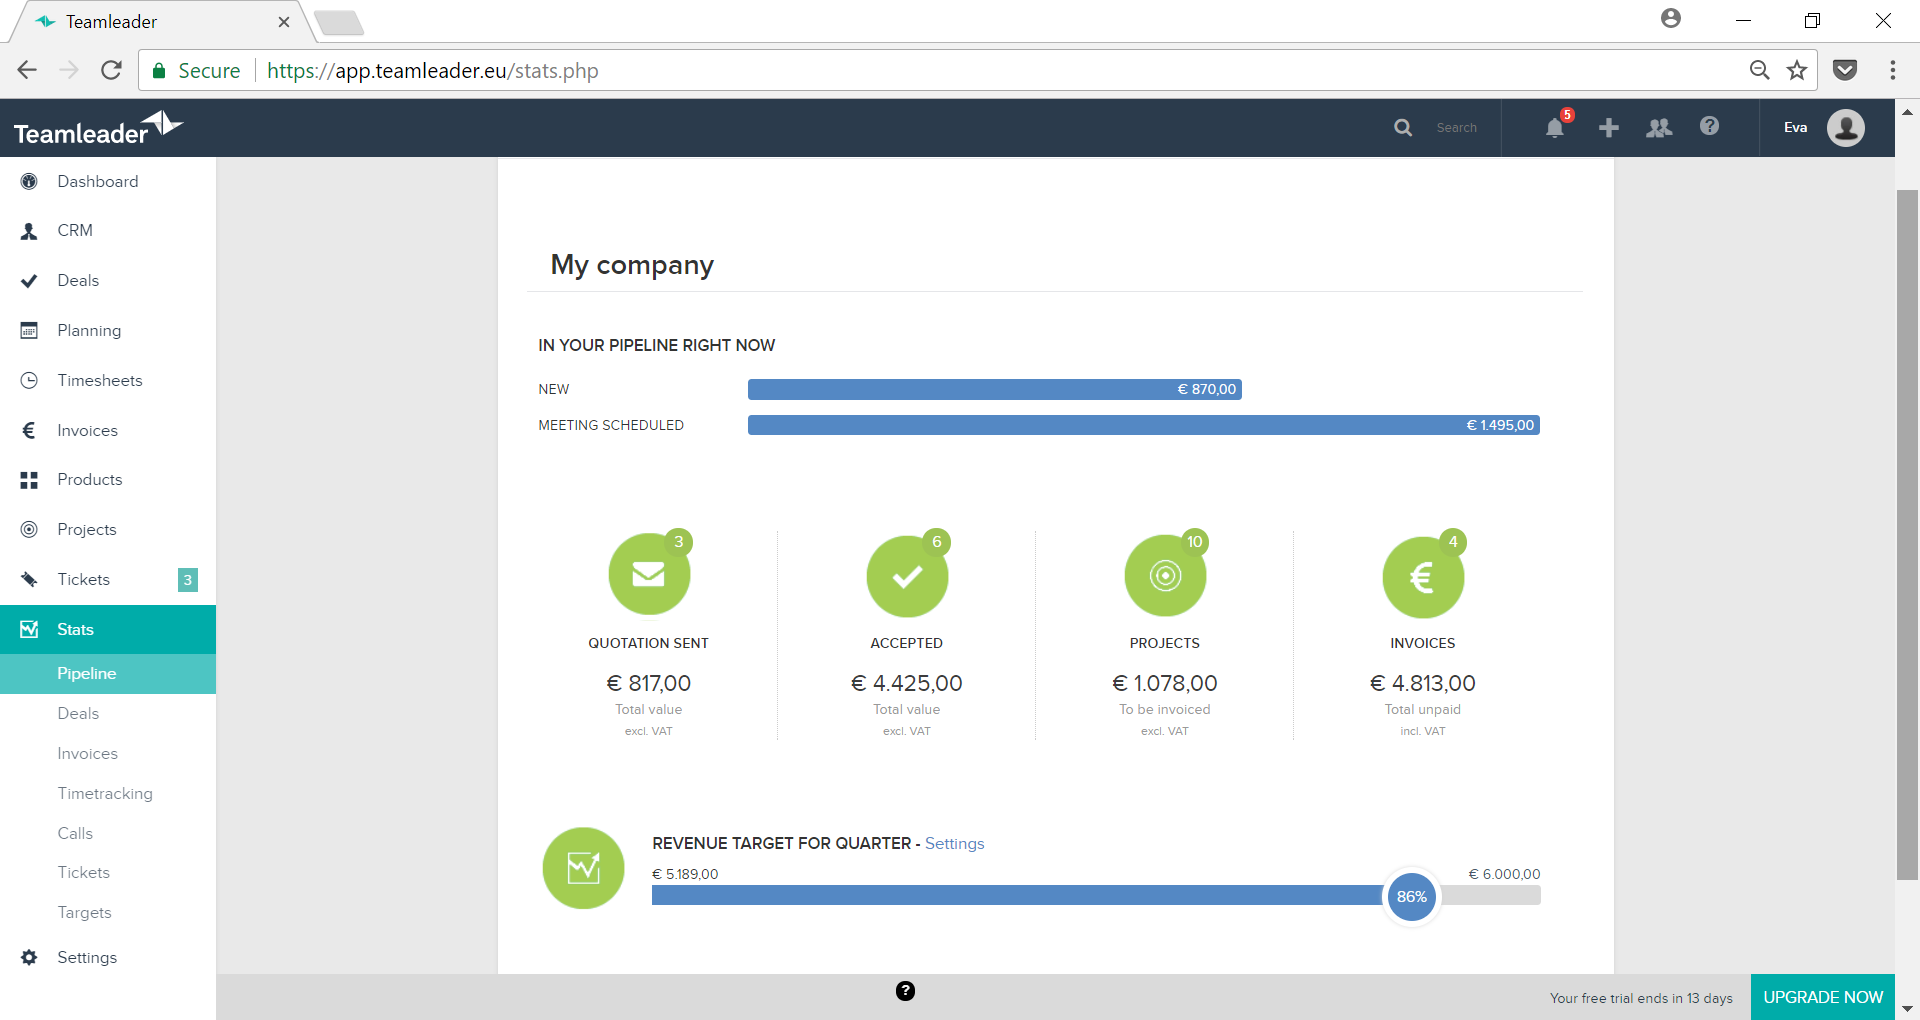 Teamleader
Secure https://app.teamleader.eu/stats.php
Teamleader
Search
5
Eva
Dashboard
CRM
Deals
Planning
Timesheets
Invoices
Products
Projects
Tickets 3
Stats
Pipeline
Deals
Invoices
Timetracking
Calls
Tickets
Targets
Settings
My company
IN YOUR PIPELINE RIGHT NOW
NEW € 870,00
MEETING SCHEDULED € 1.495,00
3 6 10 4
QUOTATION SENT ACCEPTED PROJECTS INVOICES
€ 817,00 € 4.425,00 € 1.078,00 € 4.813,00
Total value Total value To be invoiced Total unpaid
excl. VAT excl. VAT excl. VAT incl. VAT
REVENUE TARGET FOR QUARTER - Settings
€ 5.189,00 € 6.000,00
86%
Your free trial ends in 13 days UPGRADE NOW